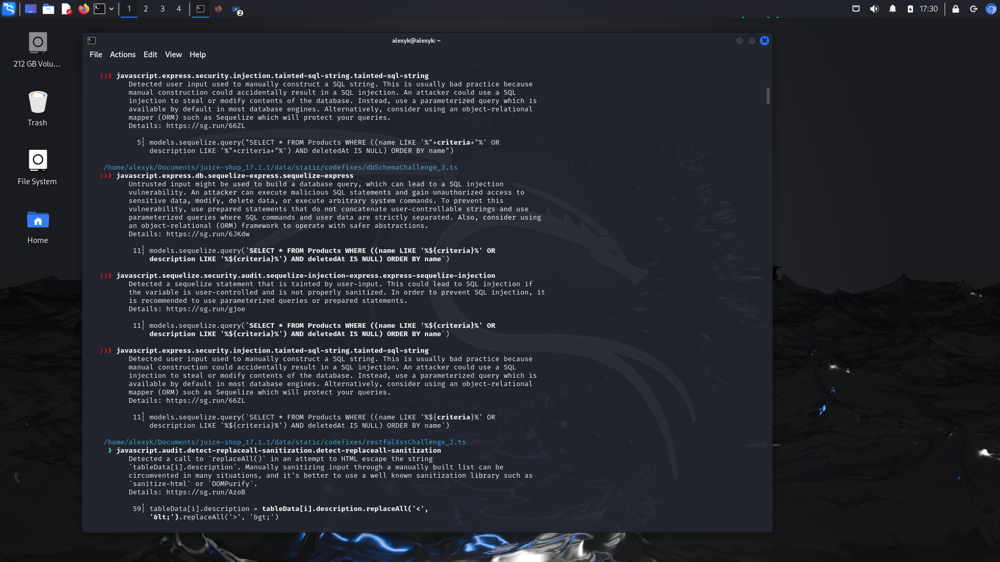 1 2 3 4 2 17:30
212 GB Volu...
Trash
File System
Home
alexyk@alexyk: ~
File Actions Edit View Help
❯❯❱ javascript.express.security.injection.tainted-sql-string.tainted-sql-string
Detected user input used to manually construct a SQL string. This is usually bad practice because
manual construction could accidentally result in a SQL injection. An attacker could use a SQL
injection to steal or modify contents of the database. Instead, use a parameterized query which is
available by default in most database engines. Alternatively, consider using an object-relational
mapper (ORM) such as Sequelize which will protect your queries.
Details: https://sg.run/66ZL
5┆ models.sequelize.query("SELECT * FROM Products WHERE ((name LIKE '%"+criteria+"%' OR
description LIKE '%"+criteria+"%') AND deletedAt IS NULL) ORDER BY name")
/home/alexyk/Documents/juice-shop_17.1.1/data/static/codefixes/dbSchemaChallenge_3.ts
❯❯❱ javascript.express.db.sequelize-express.sequelize-express
Untrusted input might be used to build a database query, which can lead to a SQL injection
vulnerability. An attacker can execute malicious SQL statements and gain unauthorized access to
sensitive data, modify, delete data, or execute arbitrary system commands. To prevent this
vulnerability, use prepared statements that do not concatenate user-controllable strings and use
parameterized queries where SQL commands and user data are strictly separated. Also, consider using
an object-relational (ORM) framework to operate with safer abstractions.
Details: https://sg.run/6JKdw
11┆ models.sequelize.query(`SELECT * FROM Products WHERE ((name LIKE '%${criteria}%' OR
description LIKE '%${criteria}%') AND deletedAt IS NULL) ORDER BY name`)
❯❯❱ javascript.sequelize.security.audit.sequelize-injection-express.express-sequelize-injection
Detected a sequelize statement that is tainted by user-input. This could lead to SQL injection if
the variable is user-controlled and is not properly sanitized. In order to prevent SQL injection, it
is recommended to use parameterized queries or prepared statements.
Details: https://sg.run/gjoe
11┆ models.sequelize.query(`SELECT * FROM Products WHERE ((name LIKE '%${criteria}%' OR
description LIKE '%${criteria}%') AND deletedAt IS NULL) ORDER BY name`)
❯❯❱ javascript.express.security.injection.tainted-sql-string.tainted-sql-string
Detected user input used to manually construct a SQL string. This is usually bad practice because
manual construction could accidentally result in a SQL injection. An attacker could use a SQL
injection to steal or modify contents of the database. Instead, use a parameterized query which is
available by default in most database engines. Alternatively, consider using an object-relational
mapper (ORM) such as Sequelize which will protect your queries.
Details: https://sg.run/66ZL
11┆ models.sequelize.query(`SELECT * FROM Products WHERE ((name LIKE '%${criteria}%' OR
description LIKE '%${criteria}%') AND deletedAt IS NULL) ORDER BY name`)
/home/alexyk/Documents/juice-shop_17.1.1/data/static/codefixes/restfulXssChallenge_2.ts
❱ javascript.audit.detect-replaceall-sanitization.detect-replaceall-sanitization
Detected a call to `replaceAll()` in an attempt to HTML escape the string
`tableData[i].description`. Manually sanitizing input through a manually built list can be
circumvented in many situations, and it's better to use a well known sanitization library such as
`sanitize-html` or `DOMPurify`.
Details: https://sg.run/AzoB
59┆ tableData[i].description = tableData[i].description.replaceAll('<',
'&lt;').replaceAll('>', '&gt;')